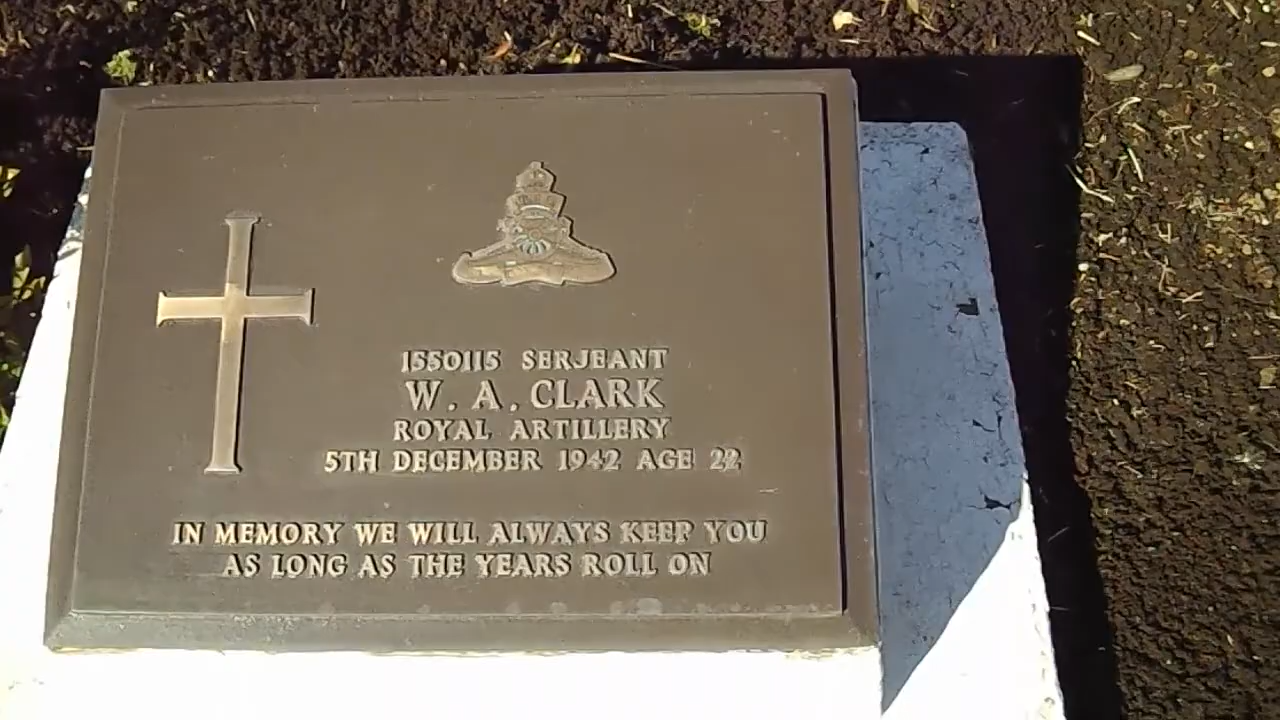 1550115 SERJEANT
W. A. CLARK
ROYAL ARTILLERY
5TH DECEMBER 1942 AGE 22
IN MEMORY WE WILL ALWAYS KEEP YOU
AS LONG AS THE YEARS ROLL ON